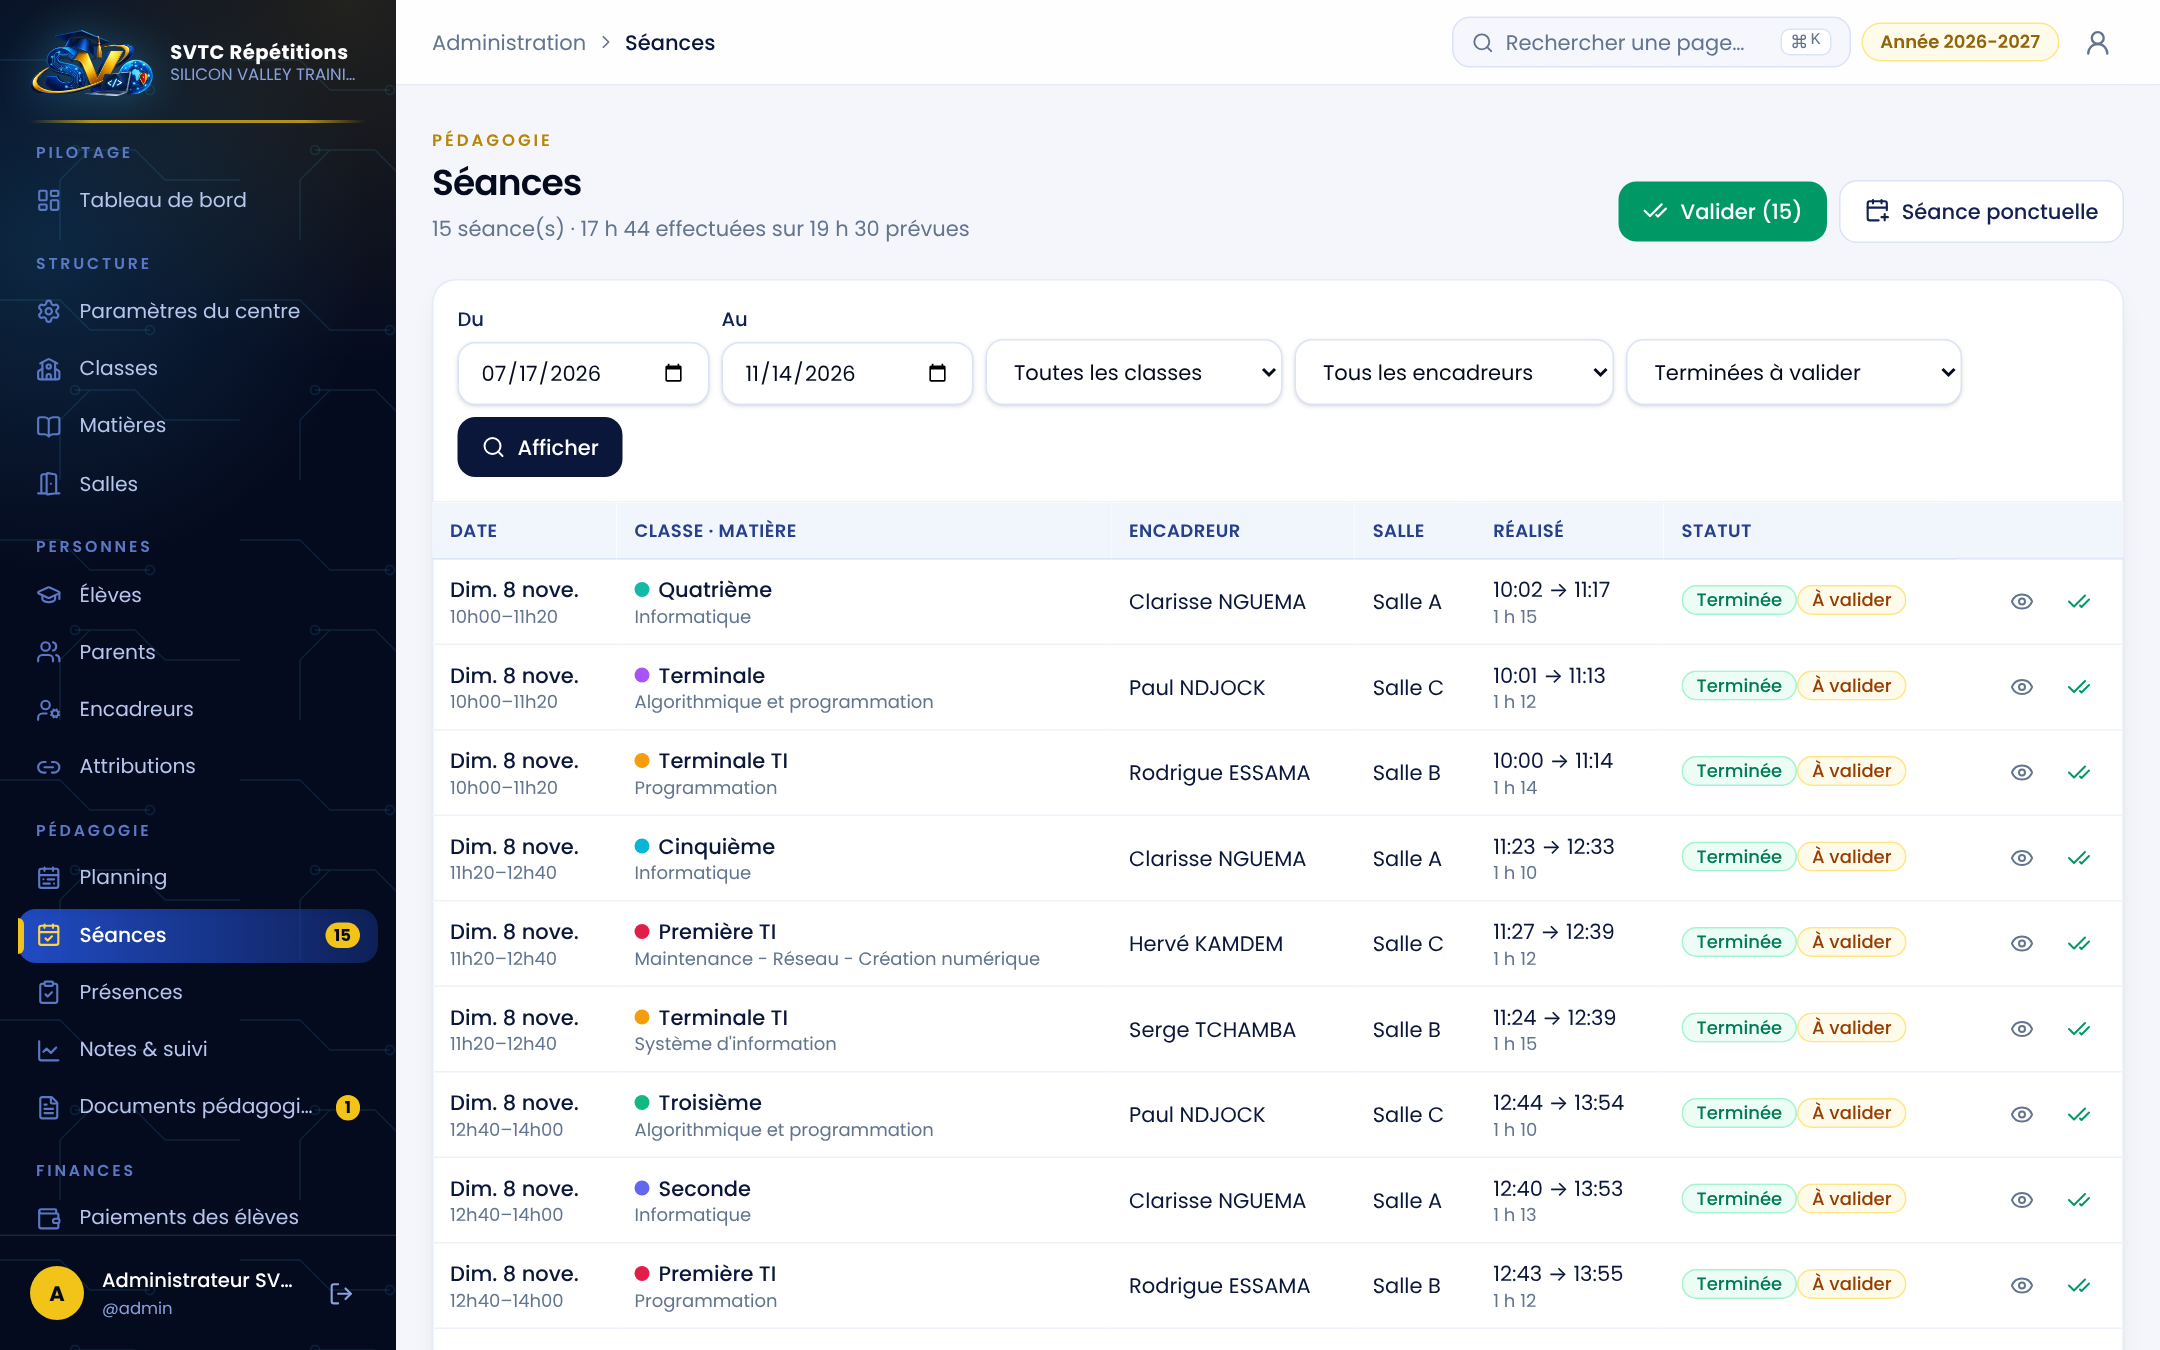 SVTC Répétitions
SILICON VALLEY TRAINI...
PILOTAGE
Tableau de bord
STRUCTURE
Paramètres du centre
Classes
Matières
Salles
PERSONNES
Élèves
Parents
Encadreurs
Attributions
PÉDAGOGIE
Planning
Séances 15
Présences
Notes & suivi
Documents pédagogi... 1
FINANCES
Paiements des élèves
A
Administrateur SV...
@admin
Administration > Séances
Rechercher une page... ⌘ K
Année 2026-2027
PÉDAGOGIE
Séances
15 séance(s) · 17 h 44 effectuées sur 19 h 30 prévues
Valider (15)
Séance ponctuelle
Du
Au
07/17/2026
11/14/2026
Toutes les classes
Tous les encadreurs
Terminées à valider
Afficher
DATE CLASSE · MATIÈRE ENCADREUR SALLE RÉALISÉ STATUT
Dim. 8 nove. Quatrième Clarisse NGUEMA Salle A 10:02 → 11:17 Terminée À valider
10h00–11h20 Informatique 1 h 15
Dim. 8 nove. Terminale Paul NDJOCK Salle C 10:01 → 11:13 Terminée À valider
10h00–11h20 Algorithmique et programmation 1 h 12
Dim. 8 nove. Terminale TI Rodrigue ESSAMA Salle B 10:00 → 11:14 Terminée À valider
10h00–11h20 Programmation 1 h 14
Dim. 8 nove. Cinquième Clarisse NGUEMA Salle A 11:23 → 12:33 Terminée À valider
11h20–12h40 Informatique 1 h 10
Dim. 8 nove. Première TI Hervé KAMDEM Salle C 11:27 → 12:39 Terminée À valider
11h20–12h40 Maintenance - Réseau - Création numérique 1 h 12
Dim. 8 nove. Terminale TI Serge TCHAMBA Salle B 11:24 → 12:39 Terminée À valider
11h20–12h40 Système d'information 1 h 15
Dim. 8 nove. Troisième Paul NDJOCK Salle C 12:44 → 13:54 Terminée À valider
12h40–14h00 Algorithmique et programmation 1 h 10
Dim. 8 nove. Seconde Clarisse NGUEMA Salle A 12:40 → 13:53 Terminée À valider
12h40–14h00 Informatique 1 h 13
Dim. 8 nove. Première TI Rodrigue ESSAMA Salle B 12:43 → 13:55 Terminée À valider
12h40–14h00 Programmation 1 h 12